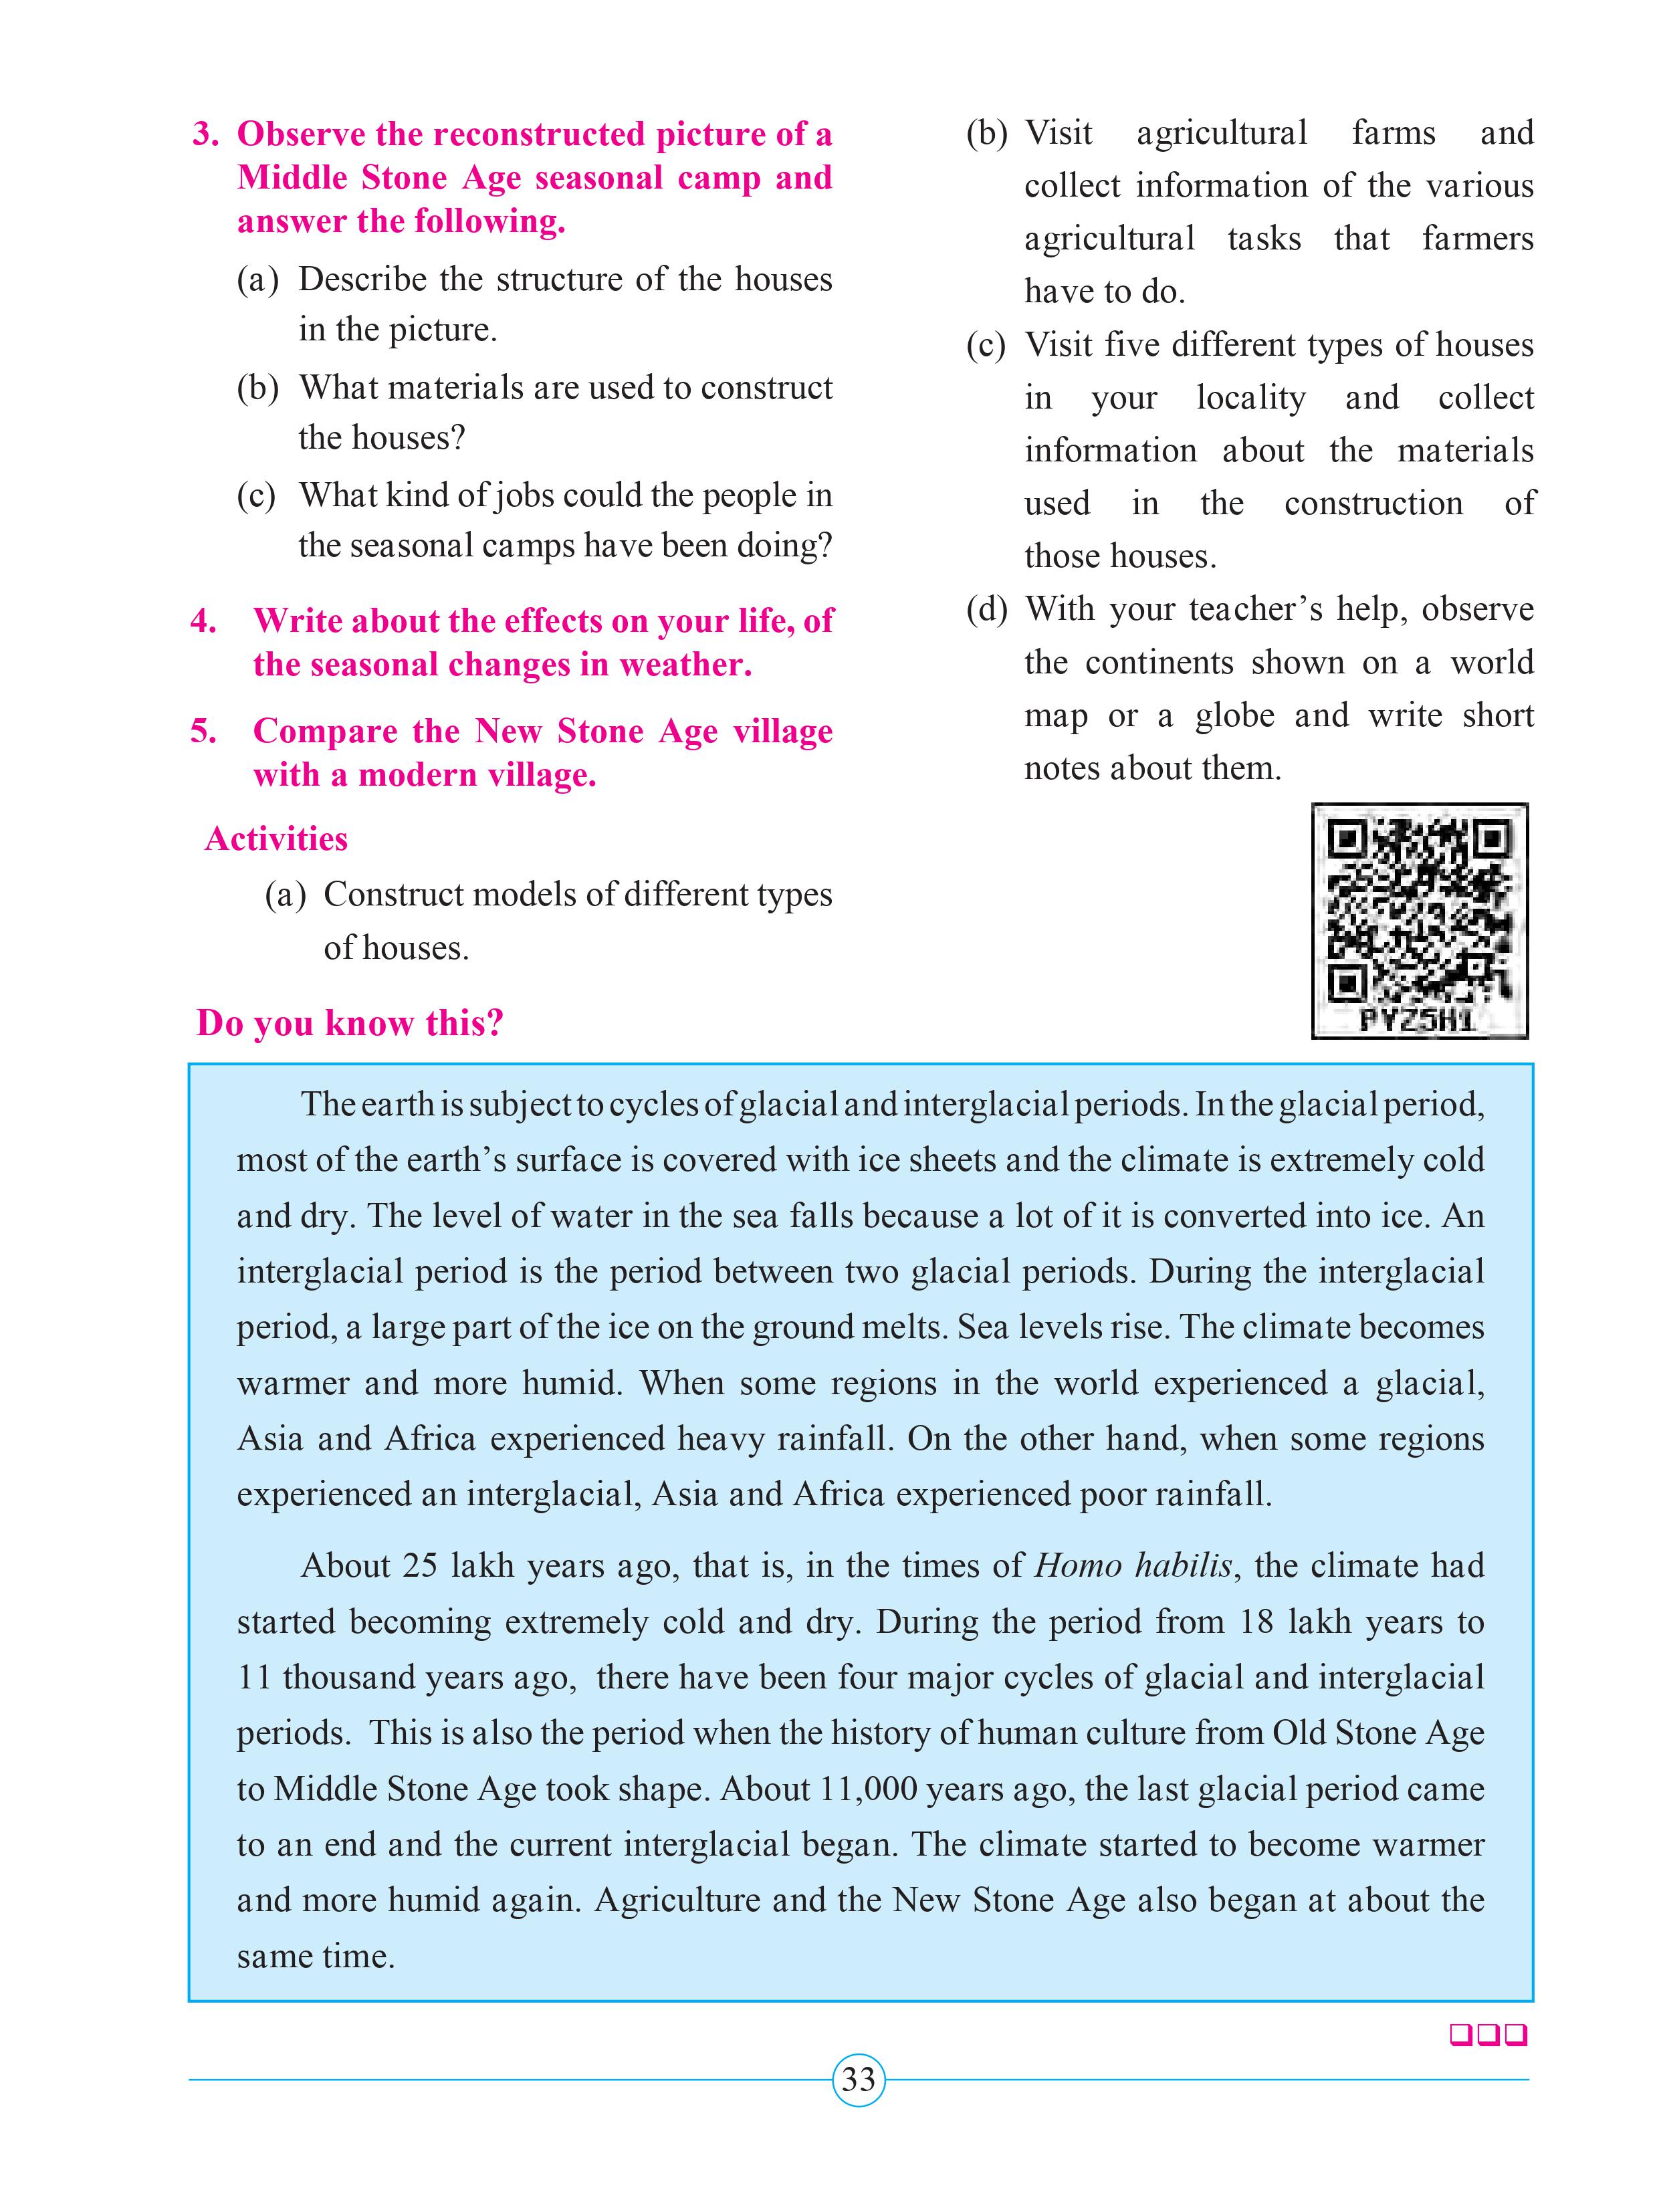 3. Observe the reconstructed picture of a
Middle Stone Age seasonal camp and
answer the following.
(a) Describe the structure of the houses
in the picture.
(b) What materials are used to construct
the houses?
(c) What kind of jobs could the people in
the seasonal camps have been doing?
4. Write about the effects on your life, of
the seasonal changes in weather.
5. Compare the New Stone Age village
with a modern village.
Activities
(a) Construct models of different types
of houses.
(b) Visit agricultural farms and
collect information of the various
agricultural tasks that farmers
have to do.
(c) Visit five different types of houses
in your locality and collect
information about the materials
used in the construction of
those houses.
(d) With your teacher’s help, observe
the continents shown on a world
map or a globe and write short
notes about them.
PYZ5H1
Do you know this?
The earth is subject to cycles of glacial and interglacial periods. In the glacial period,
most of the earth’s surface is covered with ice sheets and the climate is extremely cold
and dry. The level of water in the sea falls because a lot of it is converted into ice. An
interglacial period is the period between two glacial periods. During the interglacial
period, a large part of the ice on the ground melts. Sea levels rise. The climate becomes
warmer and more humid. When some regions in the world experienced a glacial,
Asia and Africa experienced heavy rainfall. On the other hand, when some regions
experienced an interglacial, Asia and Africa experienced poor rainfall.
About 25 lakh years ago, that is, in the times of Homo habilis, the climate had
started becoming extremely cold and dry. During the period from 18 lakh years to
11 thousand years ago, there have been four major cycles of glacial and interglacial
periods. This is also the period when the history of human culture from Old Stone Age
to Middle Stone Age took shape. About 11,000 years ago, the last glacial period came
to an end and the current interglacial began. The climate started to become warmer
and more humid again. Agriculture and the New Stone Age also began at about the
same time.
33